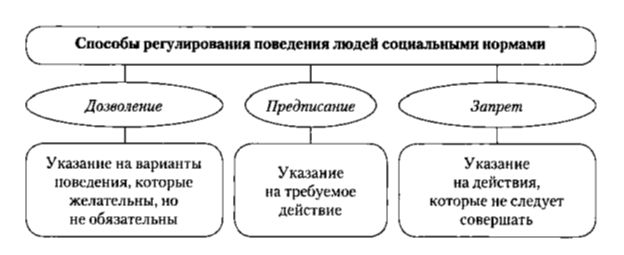 Способы регулирования поведения людей социальными нормами
Дозволение
Предписание
Запрет
Указание на варианты
поведения, которые
желательны, но
не обязательны
Указание
на требуемое
действие
Указание
на действия,
которые не следует
совершать